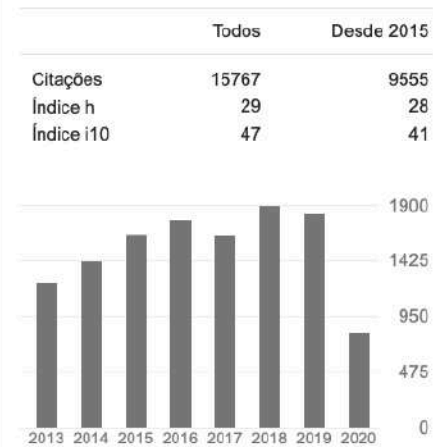 Todos Desde 2015
Citações 15767 9555
Índice h 29 28
Índice i10 47 41
1900
1425
950
475
0
2013 2014 2015 2016 2017 2018 2019 2020